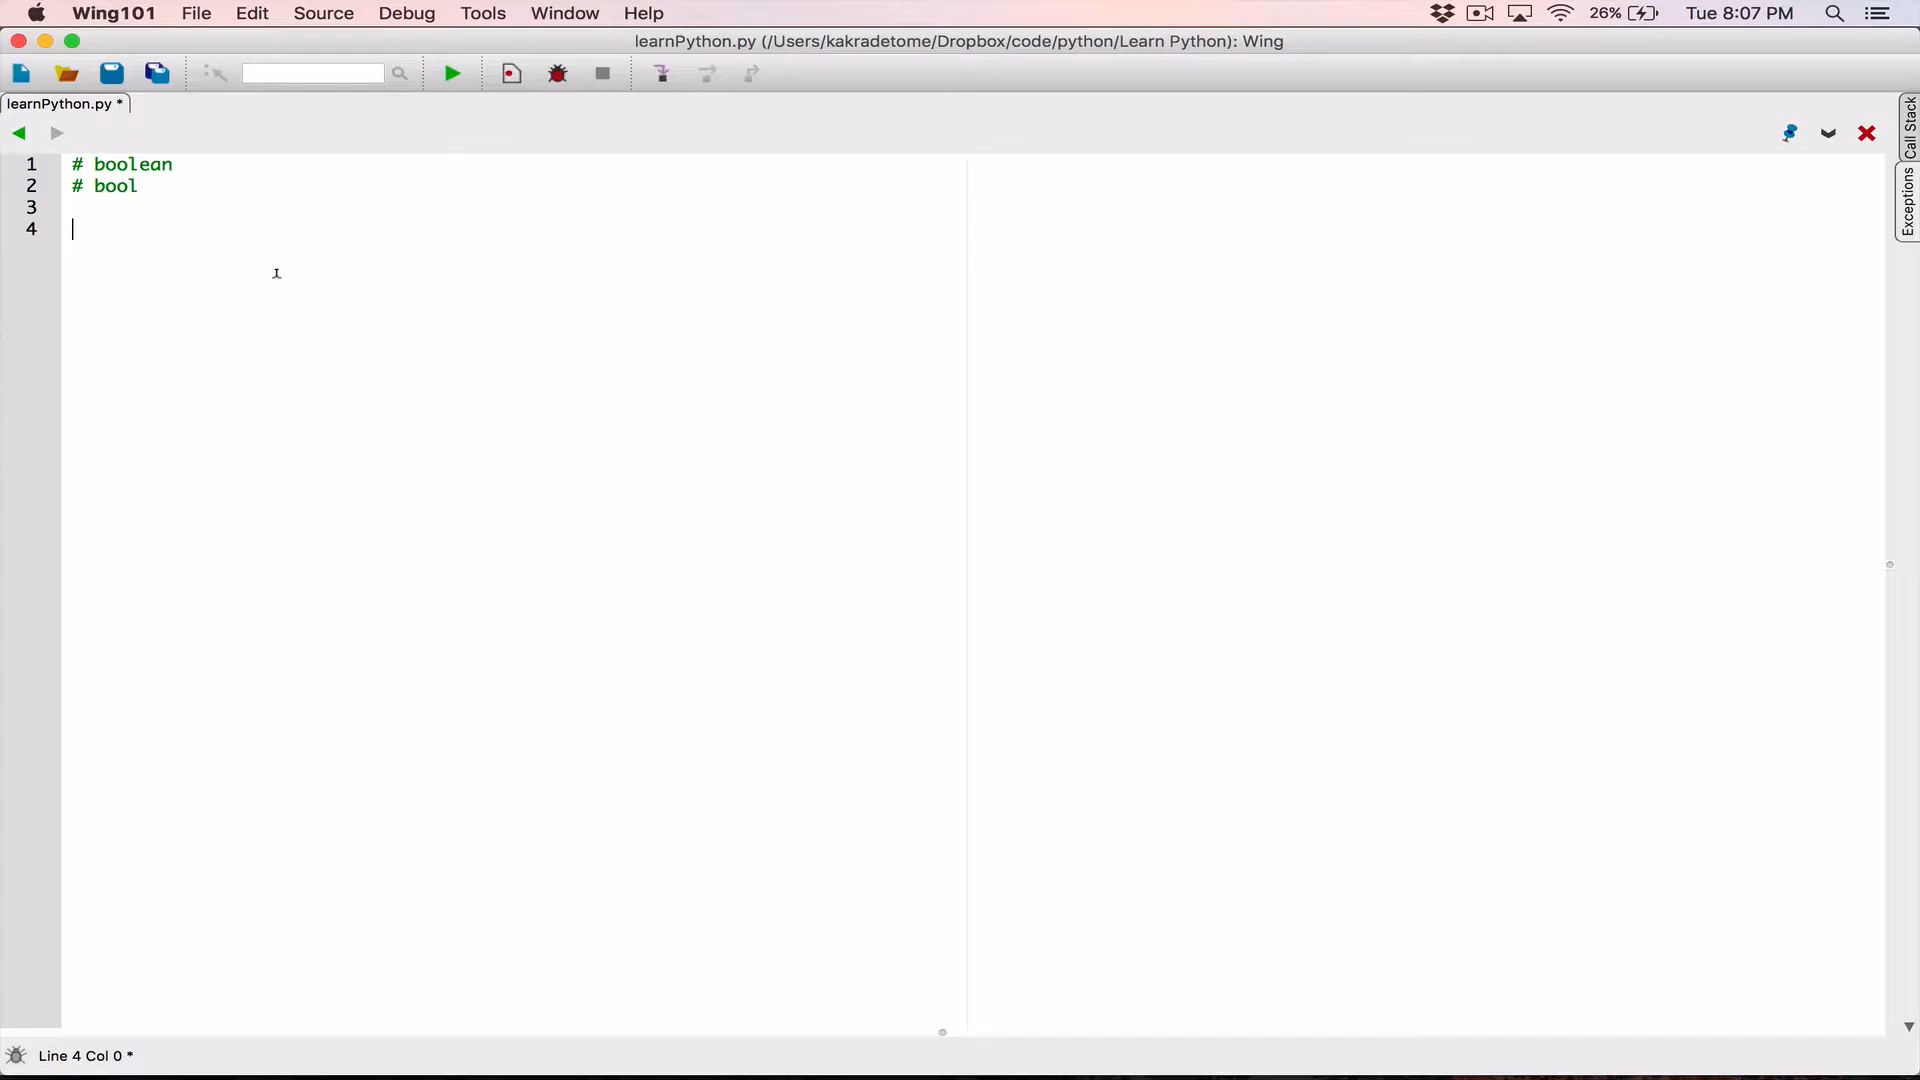 Wing101 File Edit Source Debug Tools Window Help 26% Tue 8:07 PM
learnPython.py (/Users/kakradetome/Dropbox/code/python/Learn Python): Wing
learnPython.py *
Call Stack
Exceptions
1 # boolean
2 # bool
3
4
Line 4 Col 0 *